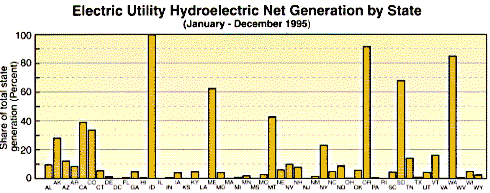 Electric Utility Hydroelectric Net Generation by State
(January - December 1995)
Share of total state
generation (Percent)
100
80
60
40
20
0
AK AR CO DE FL HI IL IA KY ME MA MN MO NE NH NM NC OH OR RI SD TX VT WA WI
AL AZ CA CT DC GA ID IN KS LA MD MI MS MT NV NJ NY ND OK PA SC TN UT VA WV WY